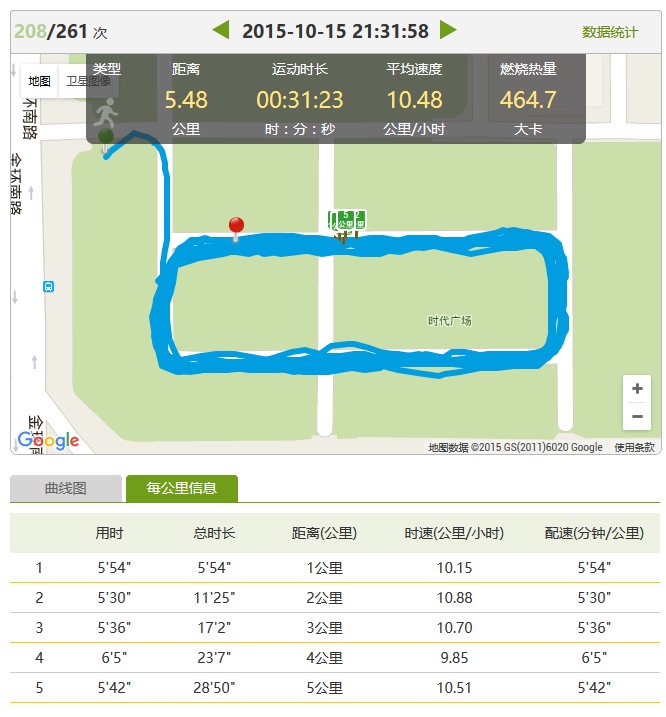 208/261 次
2015-10-15 21:31:58
数据统计
地图
卫星图像
类型 距离 运动时长 平均速度 燃烧热量
5.48 00:31:23 10.48 464.7
公里 时:分:秒 公里/小时 大卡
环南路
金环南路
5 2
公里 里
时代广场
金环
+
−
Google
地图数据 ©2015 GS(2011)6020 Google 使用条款
曲线图 每公里信息
用时 总时长 距离(公里) 时速(公里/小时) 配速(分钟/公里)
1 5'54" 5'54" 1公里 10.15 5'54"
2 5'30" 11'25" 2公里 10.88 5'30"
3 5'36" 17'2" 3公里 10.70 5'36"
4 6'5" 23'7" 4公里 9.85 6'5"
5 5'42" 28'50" 5公里 10.51 5'42"